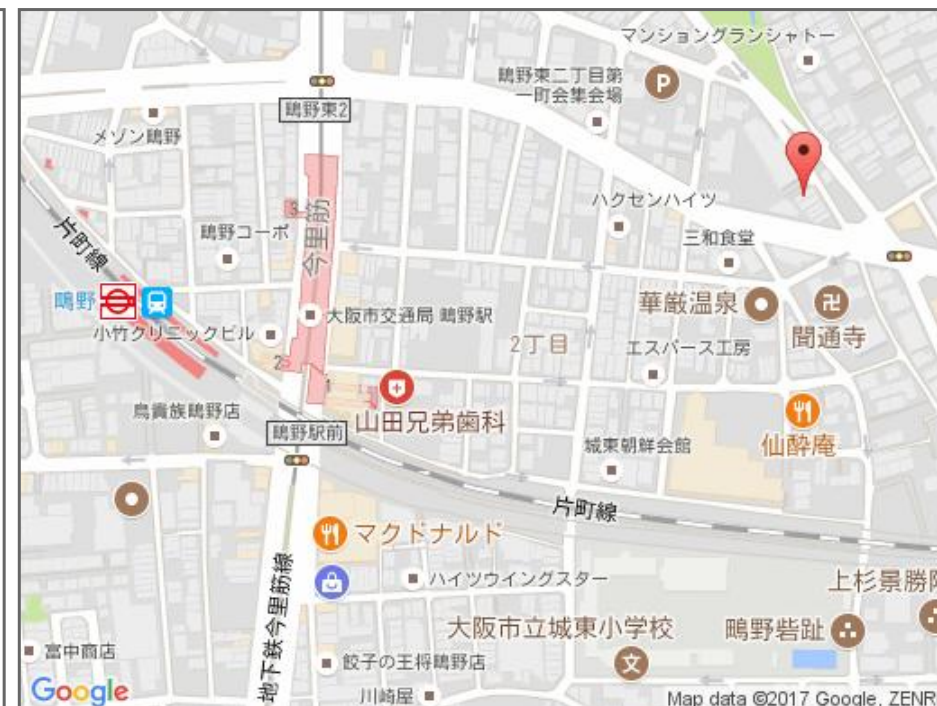 マンショングランシャトー
鴫野東二丁目第
一町会集会場
P
鴫野東2
メゾン鴫野
ハクセンハイツ
3
今里筋
片町線
鴫野コーポ
三和食堂
鴫野
華厳温泉
卍
聞通寺
大阪市交通局 鴫野駅
小竹クリニックビル
2丁目
エスパース工房
2
1
鳥貴族鴫野店
山田兄弟歯科
鴫野駅前
城東朝鮮会館
仙酔庵
片町線
マクドナルド
ハイツウイングスター
地下鉄今里筋線
上杉景勝陣
大阪市立城東小学校
鴫野砦趾
文
富中商店
餃子の王将鴫野店
Google
川崎屋
Map data ©2017 Google, ZENR